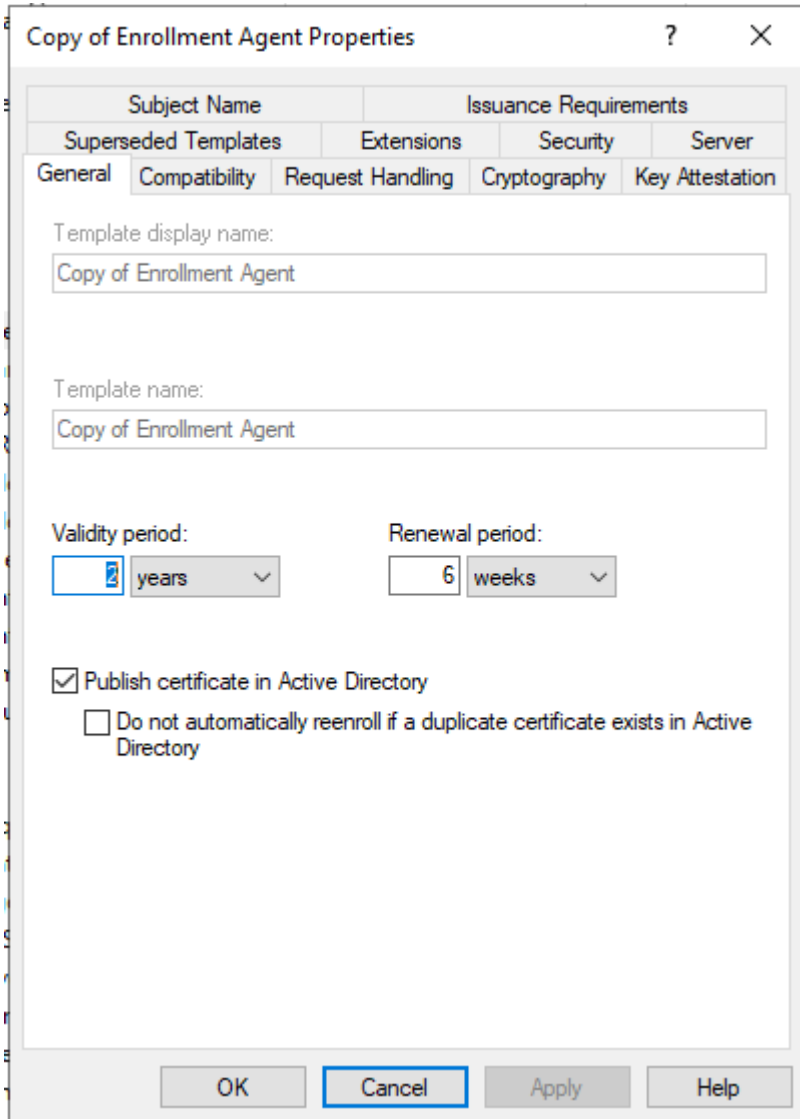 Copy of Enrollment Agent Properties
Subject Name Issuance Requirements
Superseded Templates Extensions Security Server
General Compatibility Request Handling Cryptography Key Attestation
Template display name:
Copy of Enrollment Agent
Template name:
Copy of Enrollment Agent
Validity period: Renewal period:
2 years 6 weeks
Publish certificate in Active Directory
Do not automatically reenroll if a duplicate certificate exists in Active
Directory
OK Cancel Apply Help